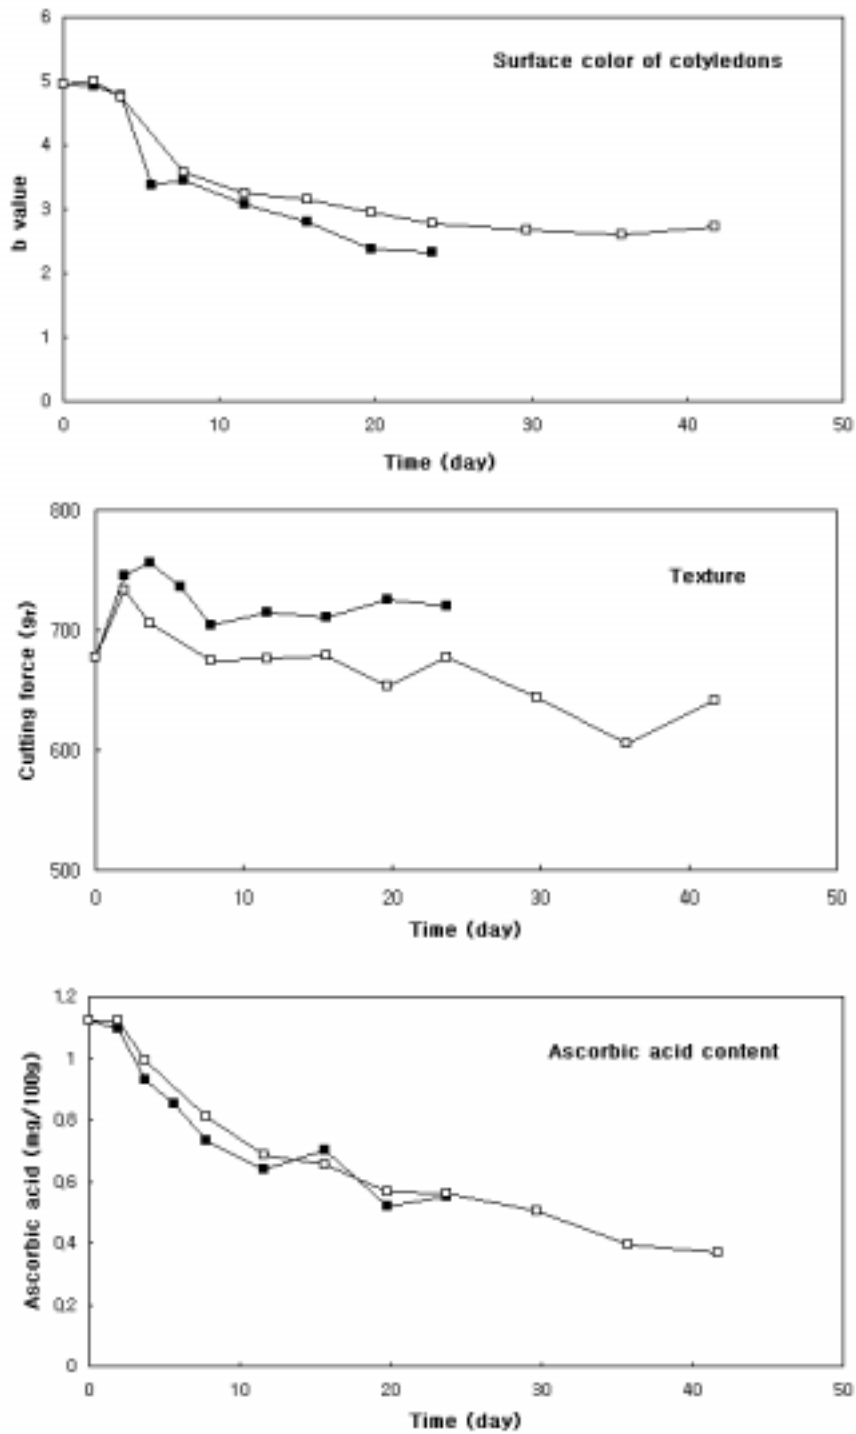 6
Surface color of cotyledons
5
4
b value
3
2
1
0
0 10 20 30 40 50
Time (day)
800
Texture
700
Cutting force (gr)
600
500
0 10 20 30 40 50
Time (day)
1,2
Ascorbic acid content
1
0,8
Ascorbic acid (mg/100g)
0,6
0,4
0,2
0
0 10 20 30 40 50
Time (day)